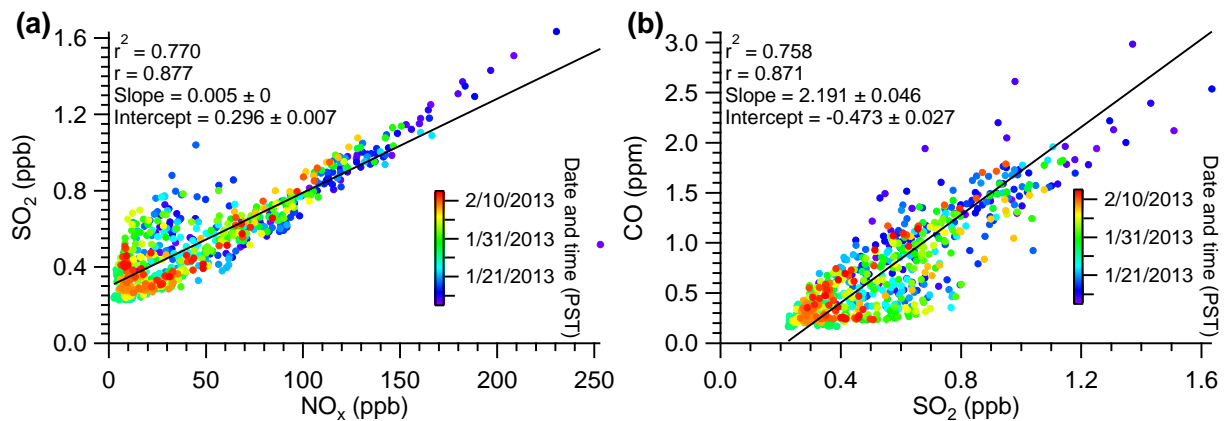 (a)
r² = 0.770
r = 0.877
Slope = 0.005 ± 0
Intercept = 0.296 ± 0.007
SO₂ (ppb)
1.6
1.2
0.8
0.4
0.0
0 50 100 150 200 250
NOₓ (ppb)
2/10/2013
1/31/2013
1/21/2013
Date and time (PST)
(b)
r² = 0.758
r = 0.871
Slope = 2.191 ± 0.046
Intercept = -0.473 ± 0.027
CO (ppm)
3.0
2.5
2.0
1.5
1.0
0.5
0.0
0.0 0.4 0.8 1.2 1.6
SO₂ (ppb)
2/10/2013
1/31/2013
1/21/2013
Date and time (PST)